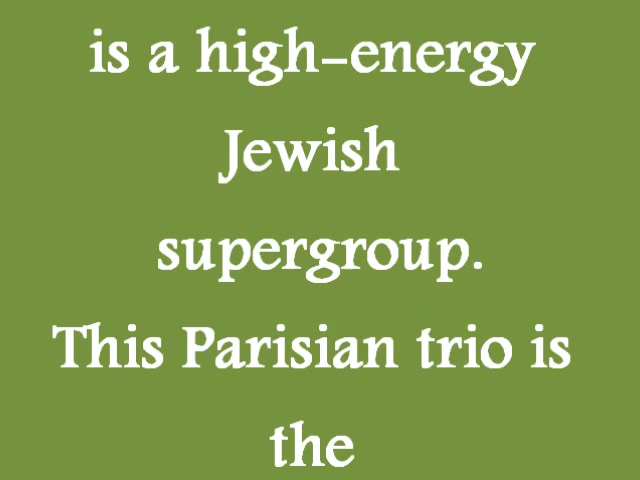 is a high-energy
Jewish
supergroup.
This Parisian trio is
the